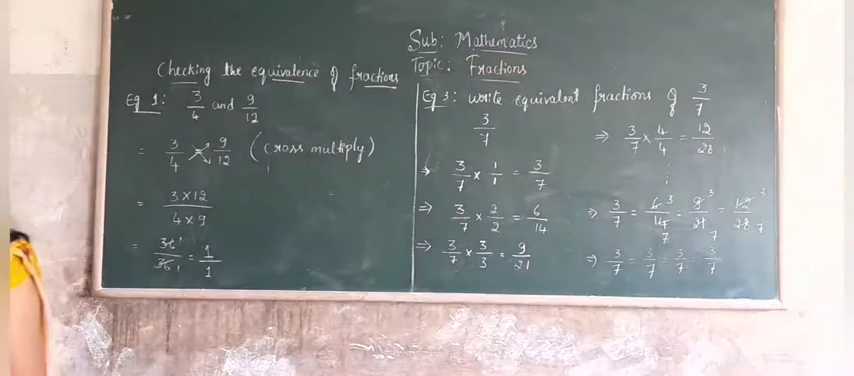 Sub: Mathematics
Topic: Fractions
Checking the equivalence of fractions
Eg 1: 3/4 and 9/12
= 3/4 × 9/12 (cross multiply)
= 3×12/4×9
= 36/36 = 1/1
Eg 3: write equivalent fractions of 3/7
3/7
→ 3/7 × 1/1 = 3/7
⇒ 3/7 × 2/2 = 6/14
⇒ 3/7 × 3/3 = 9/21
⇒ 3/7 × 4/4 = 12/28
⇒ 3/7 = 6/14 = 9/21 = 12/28
⇒ 3/7 = 3/7 = 3/7 = 3/7